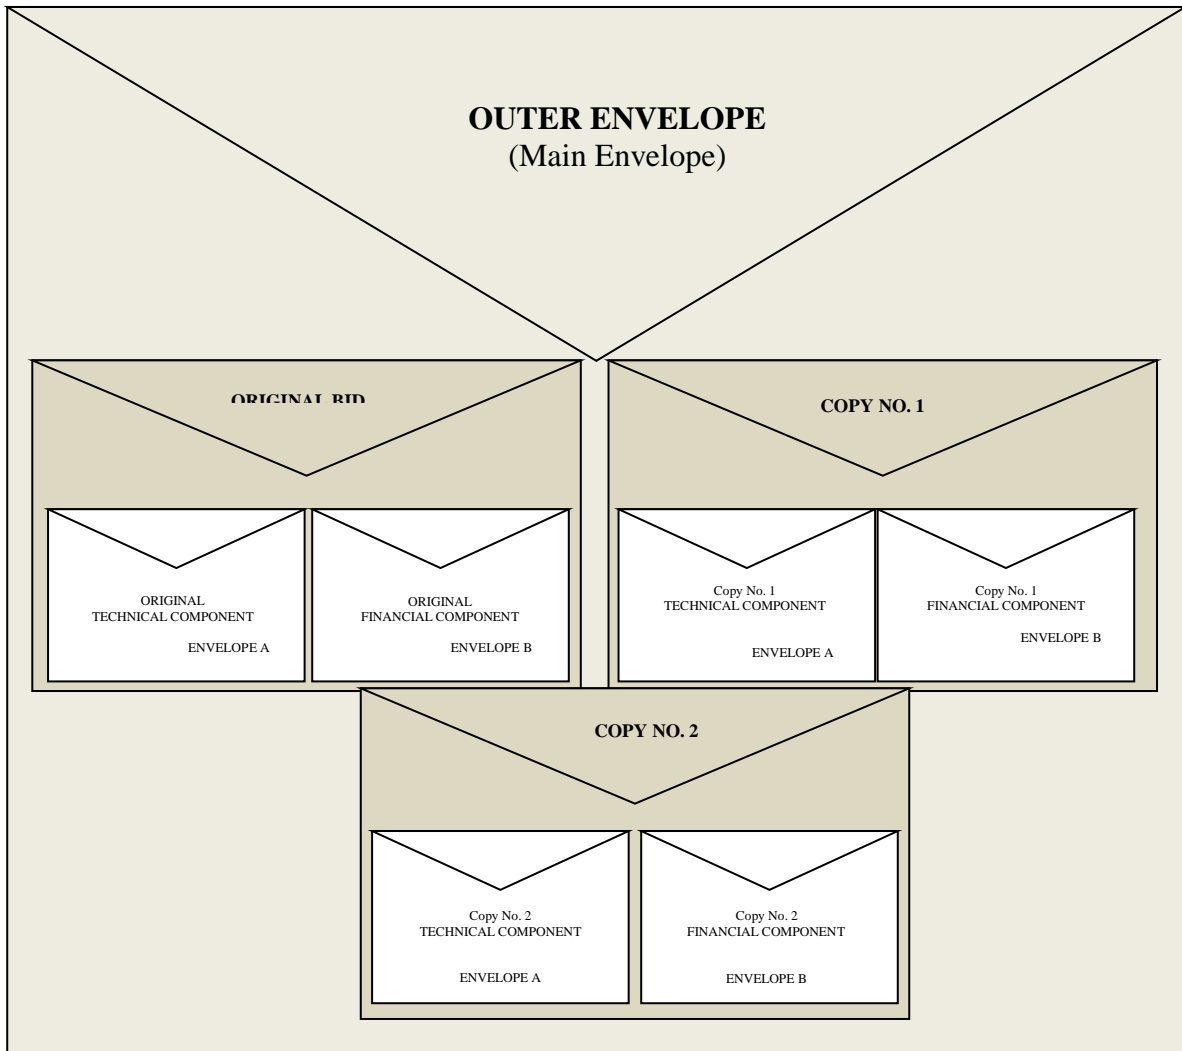 OUTER ENVELOPE
(Main Envelope)
ORIGINAL BID
COPY NO. 1
ORIGINAL
TECHNICAL COMPONENT
ENVELOPE A
ORIGINAL
FINANCIAL COMPONENT
ENVELOPE B
Copy No. 1
TECHNICAL COMPONENT
ENVELOPE A
Copy No. 1
FINANCIAL COMPONENT
ENVELOPE B
COPY NO. 2
Copy No. 2
TECHNICAL COMPONENT
ENVELOPE A
Copy No. 2
FINANCIAL COMPONENT
ENVELOPE B